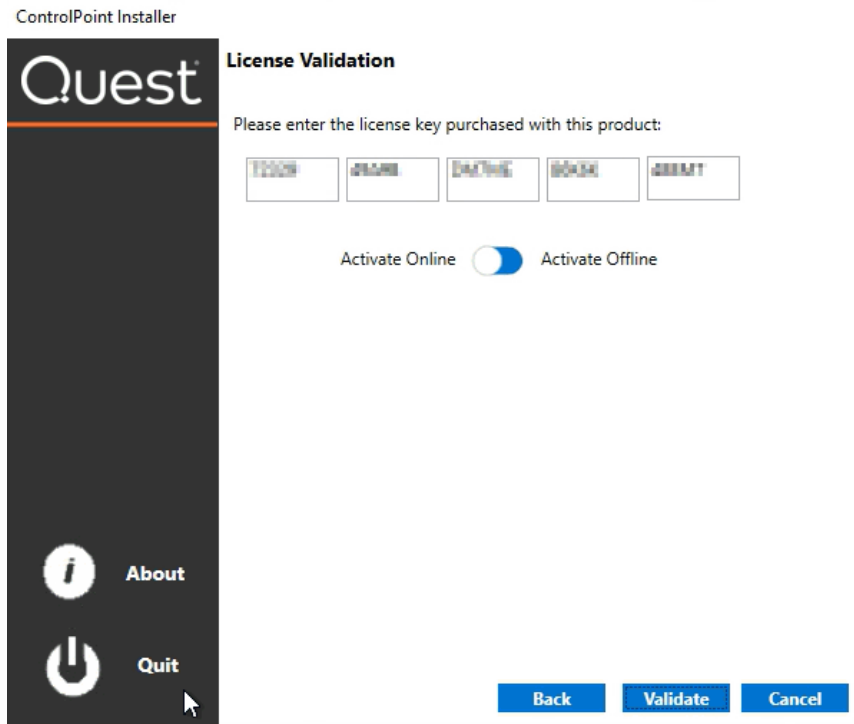 ControlPoint Installer
Quest
License Validation
Please enter the license key purchased with this product:
Activate Online Activate Offline
About
Quit
Back Validate Cancel